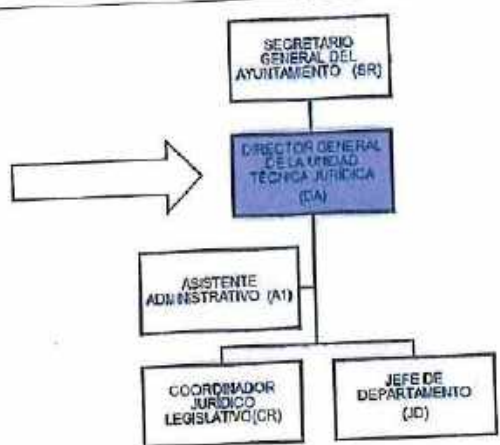 SECRETARIO
GENERAL DEL
AYUNTAMIENTO (SR)
DIRECTOR GENERAL
DE LA UNIDAD
TÉCNICA JURÍDICA
(DA)
ASISTENTE
ADMINISTRATIVO (A1)
COORDINADOR
JURÍDICO
LEGISLATIVO(CR)
JEFE DE
DEPARTAMENTO
(JD)